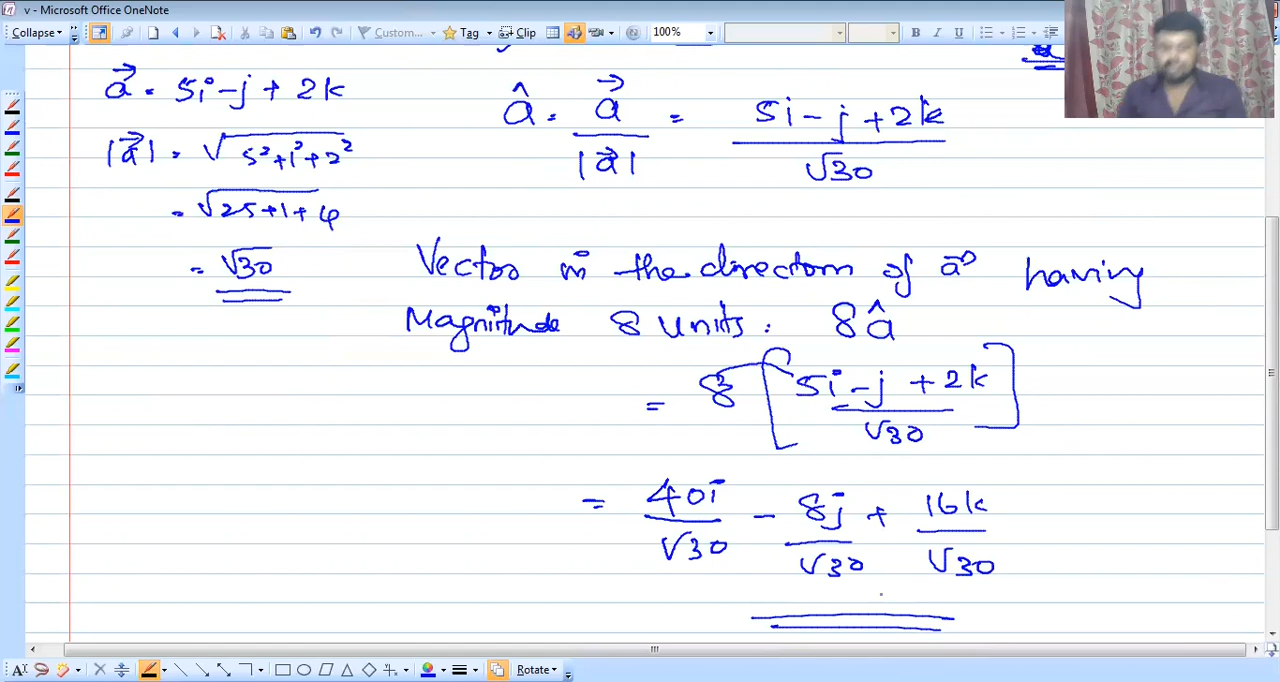 v - Microsoft Office OneNote
Collapse
Custom...
Tag
Clip
100%
B I U
a⃗ = 5i - j + 2k
|a⃗| = √5² + 1² + 2²
= √25+1+4
= √30
â = a⃗ / |a⃗| = 5i - j + 2k / √30
Vector in the direction of a⃗ having
Magnitude 8 units : 8â
= 8 [ 5i - j + 2k / √30 ]
= 40i / √30 - 8j / √30 + 16k / √30
Rotate